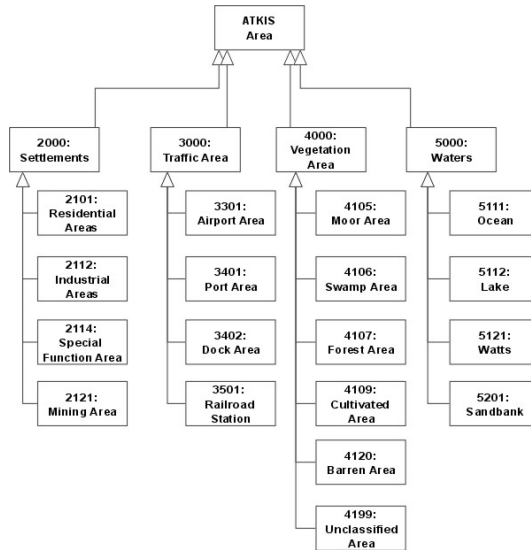 ATKIS
Area
2000:
Settlements
3000:
Traffic Area
4000:
Vegetation
Area
5000:
Waters
2101:
Residential
Areas
2112:
Industrial
Areas
2114:
Special
Function Area
2121:
Mining Area
3301:
Airport Area
3401:
Port Area
3402:
Dock Area
3501:
Railroad
Station
4105:
Moor Area
4106:
Swamp Area
4107:
Forest Area
4109:
Cultivated
Area
4120:
Barren Area
4199:
Unclassified
Area
5111:
Ocean
5112:
Lake
5121:
Watts
5201:
Sandbank